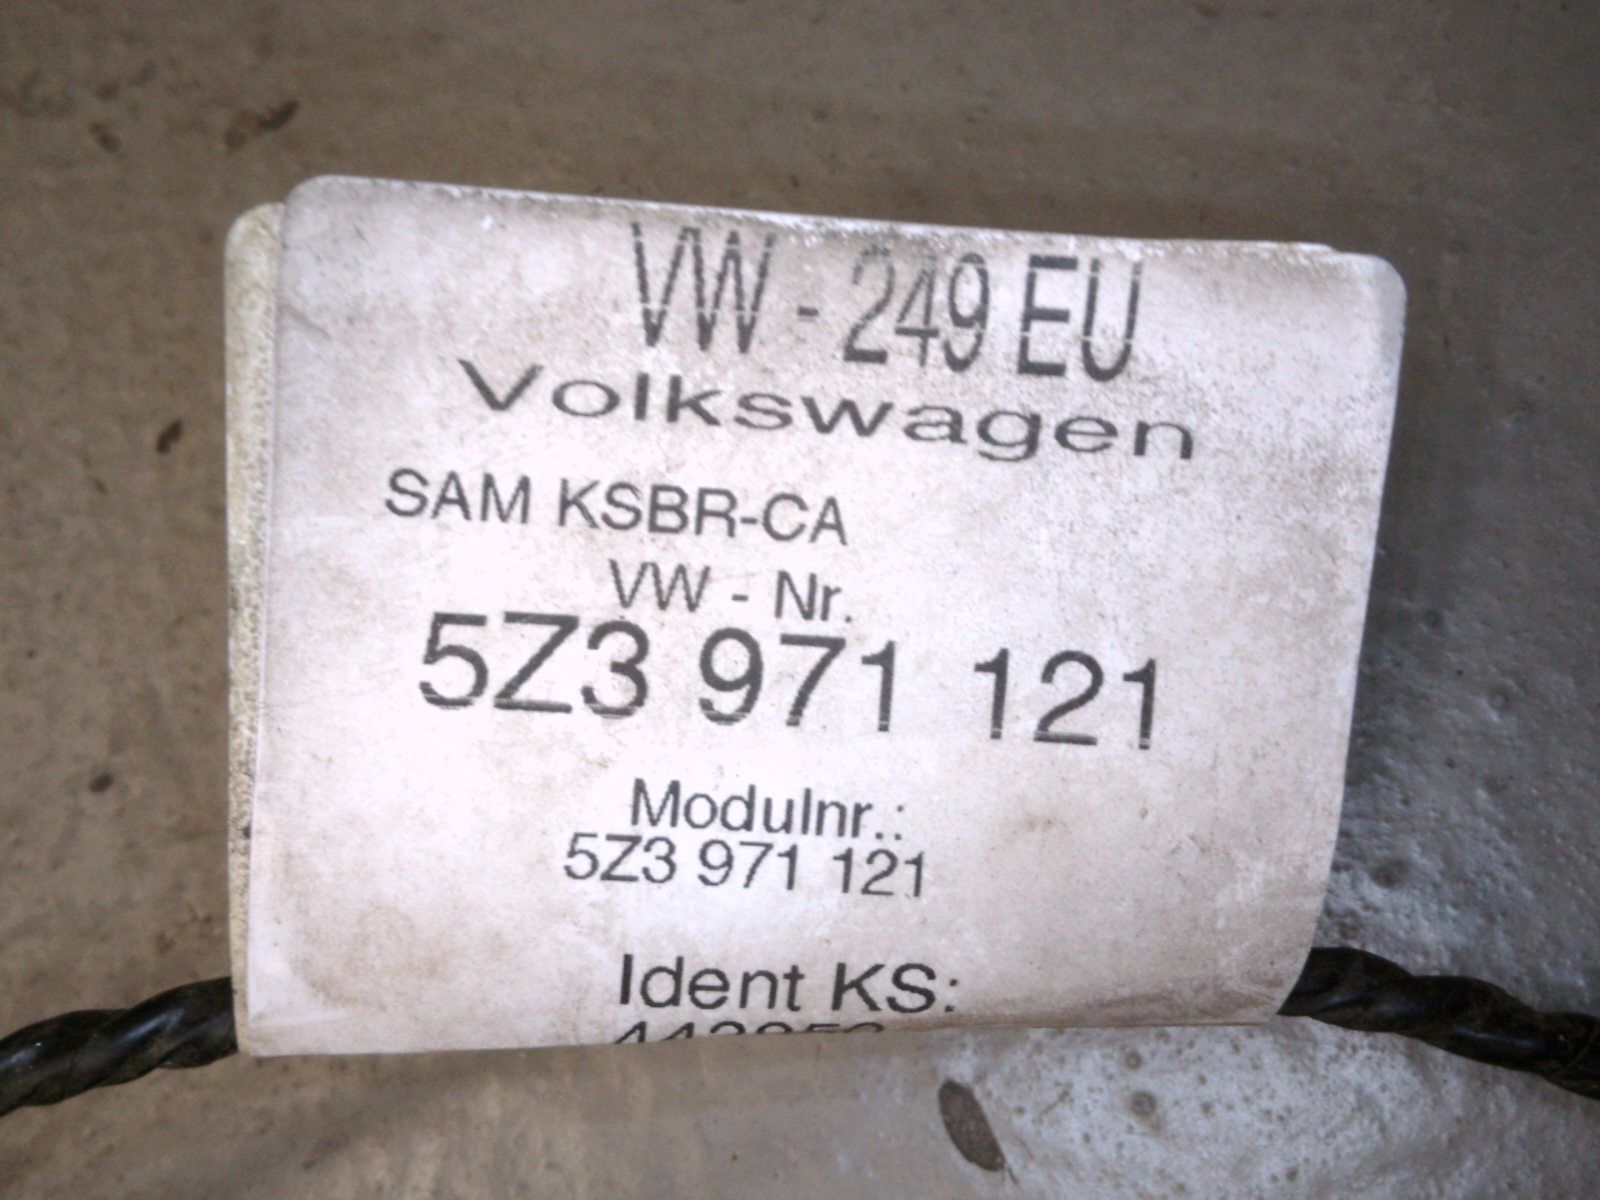 VW - 249 EU
Volkswagen
SAM KSBR-CA
VW - Nr.
5Z3 971 121
Modulnr.:
5Z3 971 121
Ident KS: